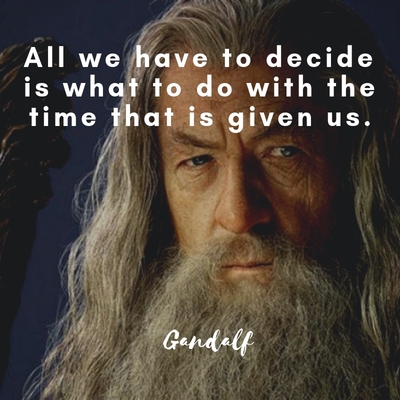 All we have to decide
is what to do with the
time that is given us.
Gandalf